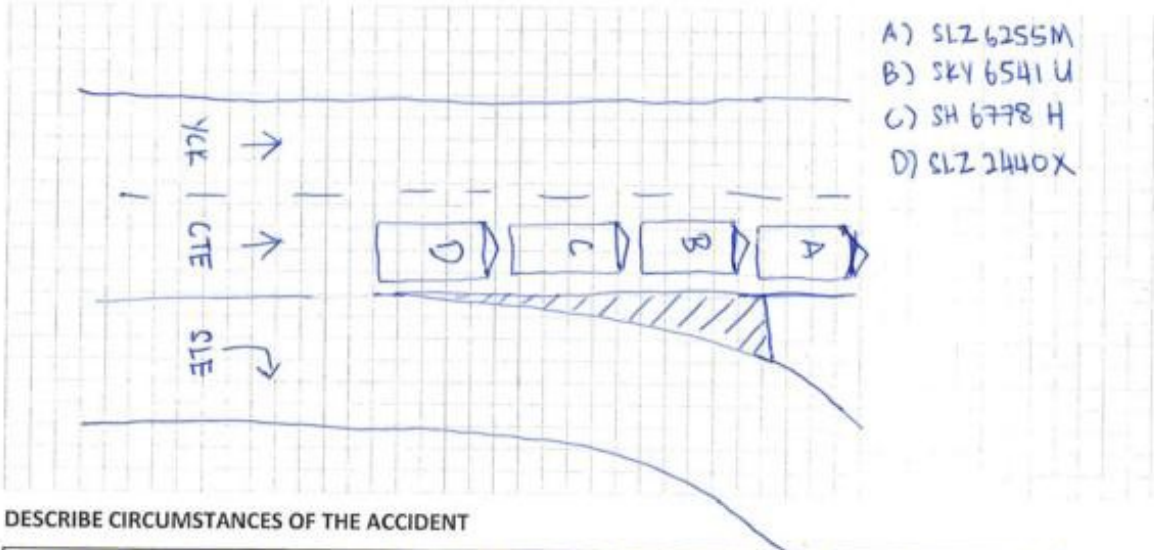 A) SLZ 6255M
B) SKY 6541 U
C) SH 6778 H
D) SLZ 2440X
YCK
CTE
SLE
D
C
B
A
DESCRIBE CIRCUMSTANCES OF THE ACCIDENT